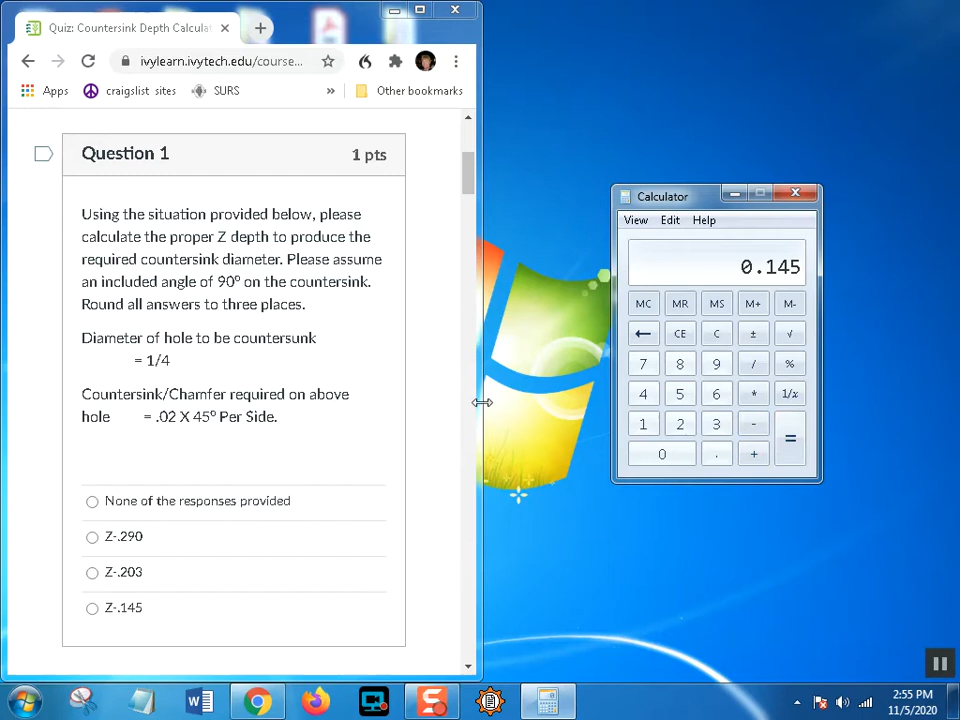 Quiz: Countersink Depth Calcula
ivylearn.ivytech.edu/course...
Apps
craigslist sites
SURS
»
Other bookmarks
Question 1
1 pts
Using the situation provided below, please
calculate the proper Z depth to produce the
required countersink diameter. Please assume
an included angle of 90º on the countersink.
Round all answers to three places.
Diameter of hole to be countersunk
= 1/4
Countersink/Chamfer required on above
hole = .02 X 45º Per Side.
None of the responses provided
Z-.290
Z-.203
Z-.145
Calculator
View Edit Help
0.145
MC MR MS M+ M-
← CE C ± √
7 8 9 / %
4 5 6 * 1/x
1 2 3 - =
0 . +
2:55 PM
11/5/2020